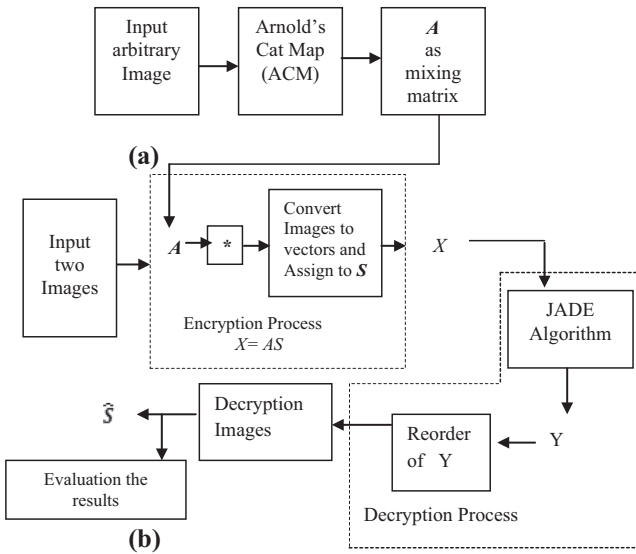 Input
arbitrary
Image
Arnold's
Cat Map
(ACM)
A
as
mixing
matrix
(a)
Input
two
Images
A
*
Convert
Images to
vectors and
Assign to S
X
Encryption Process
X= AS
JADE
Algorithm
Y
Reorder
of Y
Decryption Process
Decryption
Images
Ŝ
Evaluation the
results
(b)